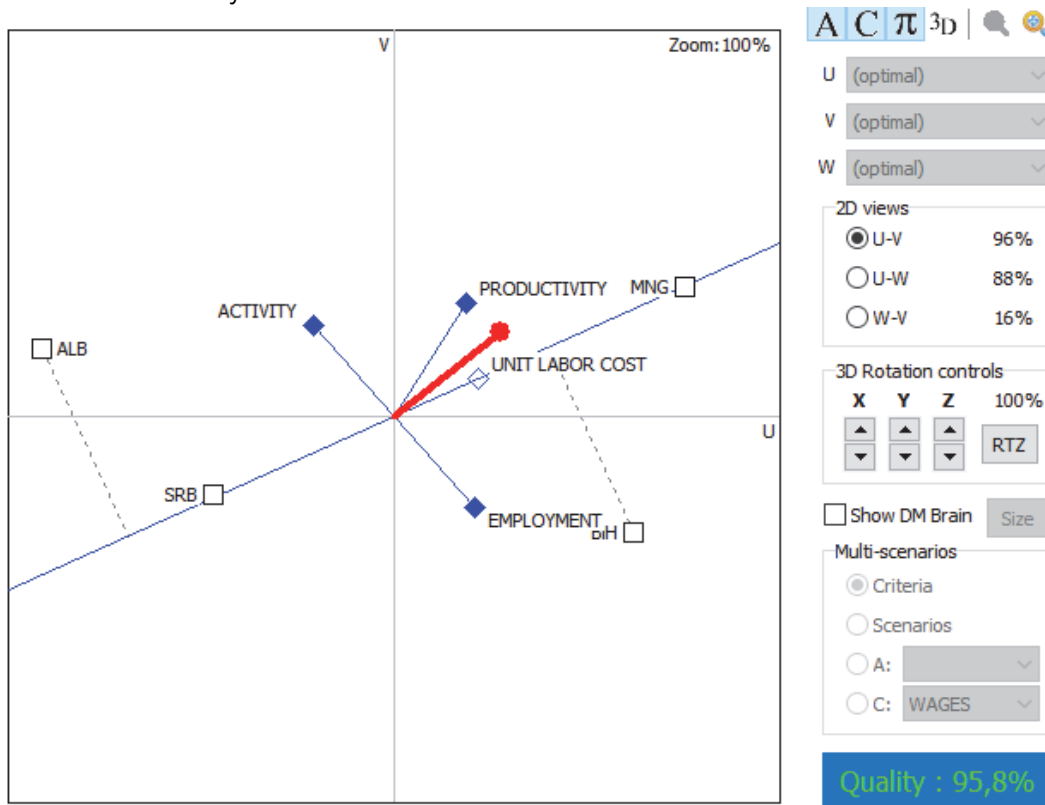 V
Zoom: 100%
ACTIVITY
PRODUCTIVITY
MNG
ALB
UNIT LABOR COST
U
SRB
EMPLOYMENT
A C π 3D
U (optimal)
V (optimal)
W (optimal)
2D views
U-V 96%
U-W 88%
W-V 16%
3D Rotation controls
X Y Z 100%
RTZ
Show DM Brain Size
Multi-scenarios
Criteria
Scenarios
A:
C: WAGES
Quality : 95,8%